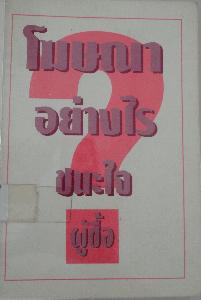 โฆษณา
อย่างไร
ชนะใจ
ผู้ซื้อ